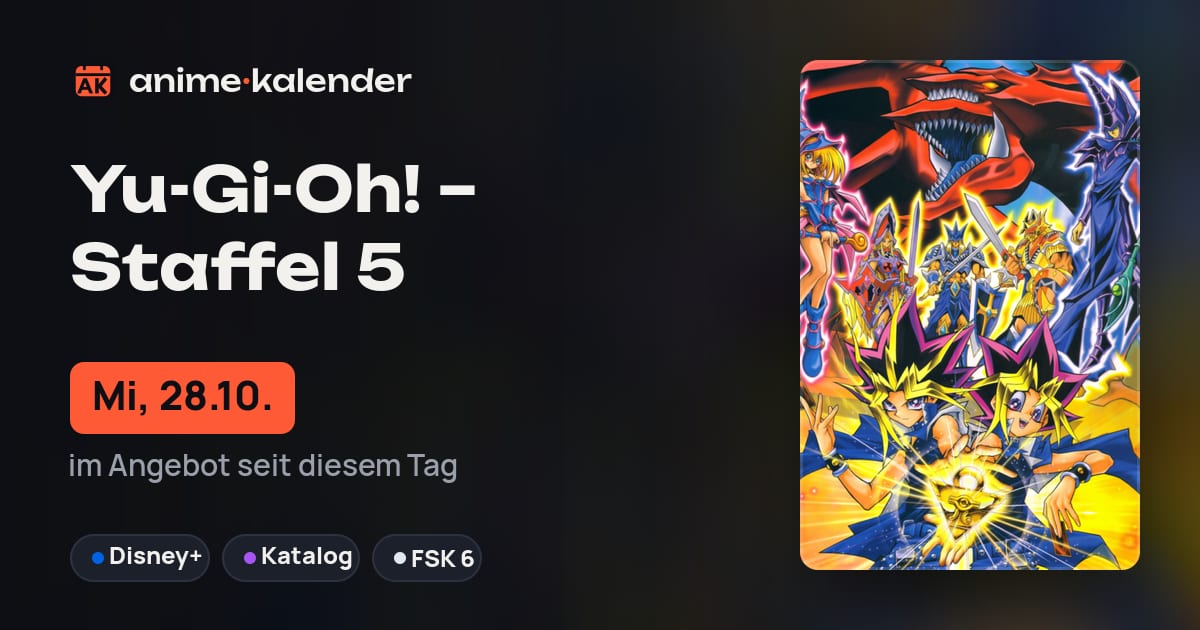 AK anime·kalender
Yu-Gi-Oh! –
Staffel 5
Mi, 28.10.
im Angebot seit diesem Tag
Disney+ Katalog FSK 6